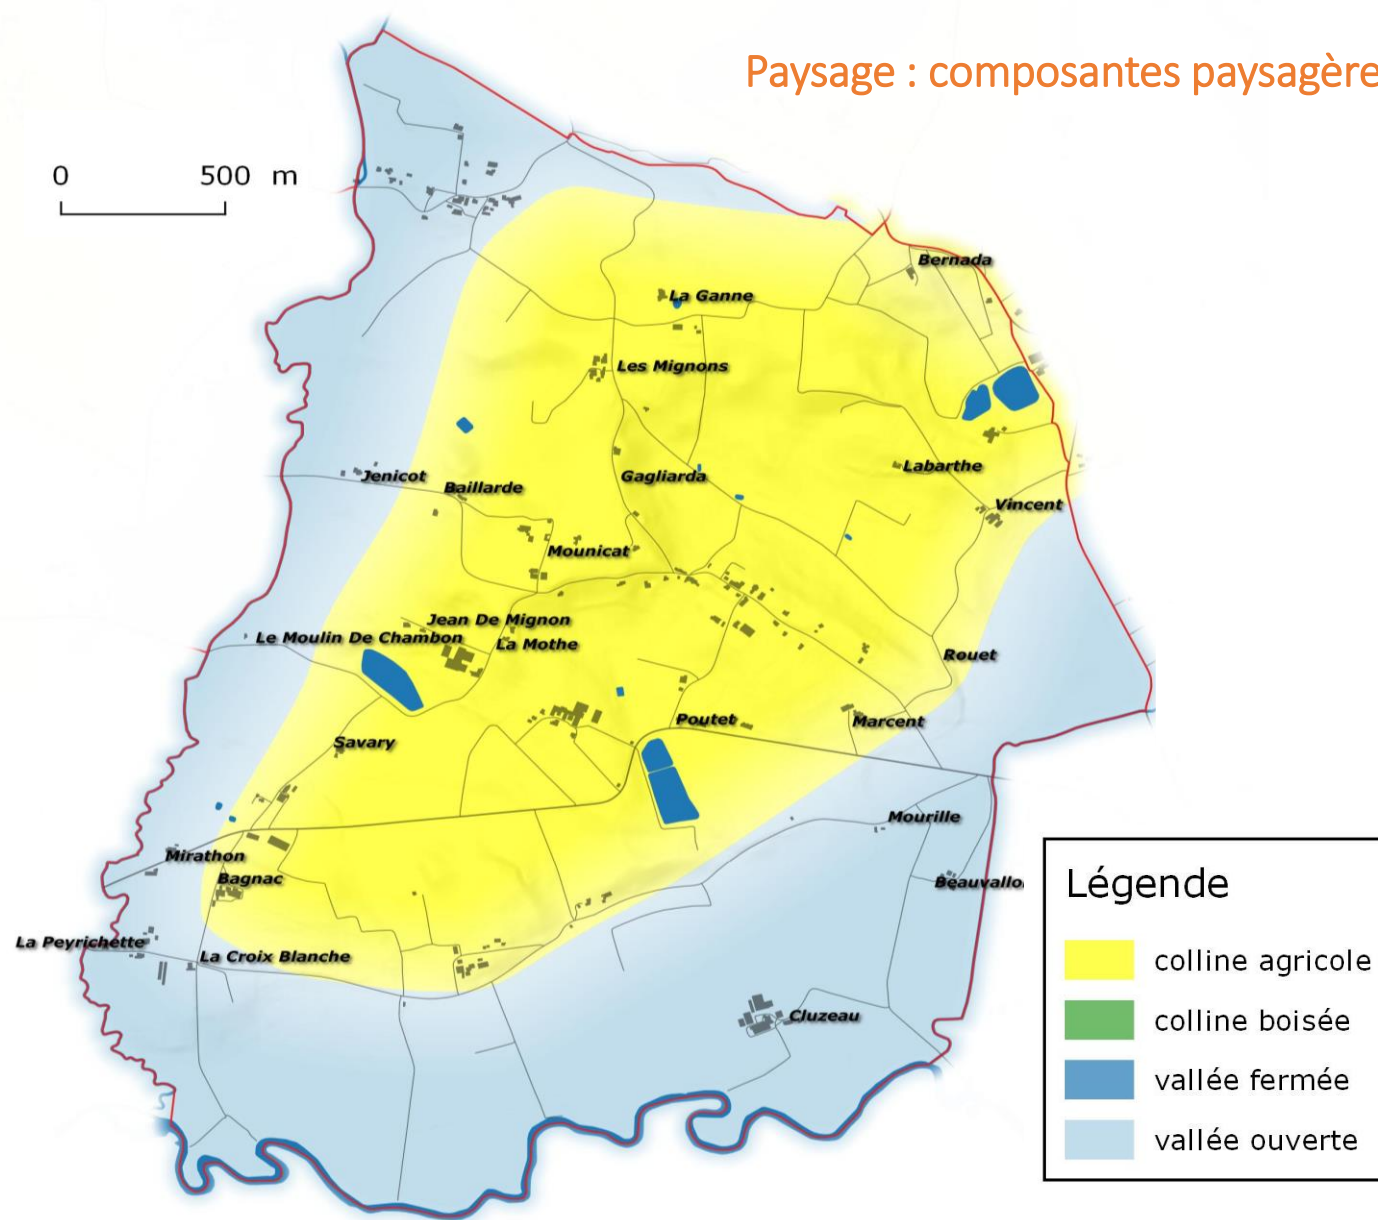 Paysage : composantes paysagère
0 500 m
Bernada
La Ganne
Les Mignons
Labarthe
Jenicot
Gagliarda
Baillarde
Vincent
Mounicat
Jean De Mignon
Le Moulin De Chambon
La Mothe
Rouet
Poutet
Marcent
Savary
Mourille
Mirathon
Bagnac
Beauvallo
La Peyrichette
La Croix Blanche
Cluzeau
Légende
colline agricole
colline boisée
vallée fermée
vallée ouverte